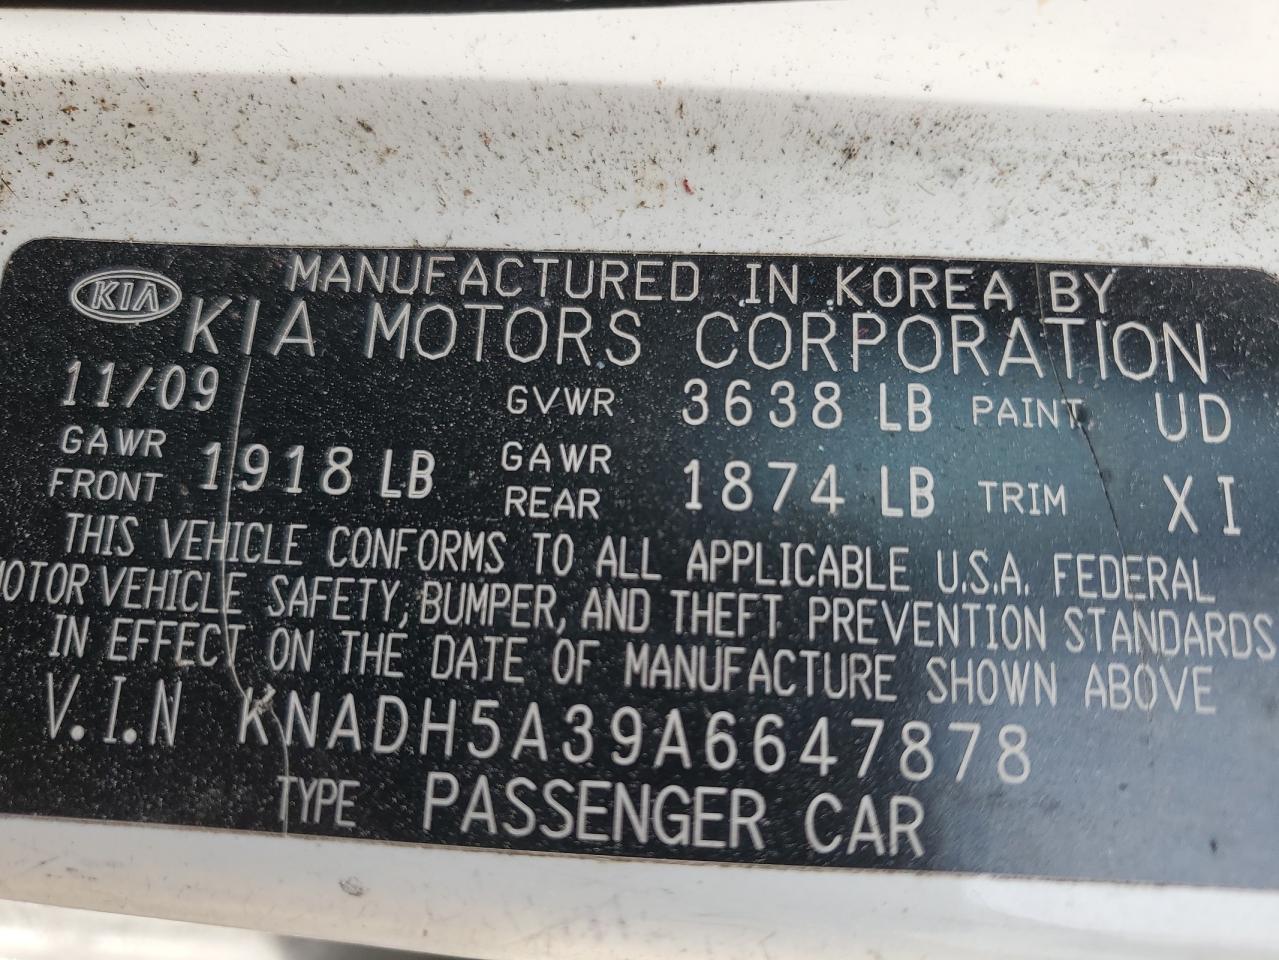 KIA MANUFACTURED IN KOREA BY
KIA MOTORS CORPORATION
11/09 GVWR 3638 LB PAINT UD
GAWR FRONT 1918 LB GAWR REAR 1874 LB TRIM XI
THIS VEHICLE CONFORMS TO ALL APPLICABLE U.S.A. FEDERAL
MOTOR VEHICLE SAFETY, BUMPER, AND THEFT PREVENTION STANDARDS
IN EFFECT ON THE DATE OF MANUFACTURE SHOWN ABOVE
V.I.N KNADH5A39A6647878
TYPE PASSENGER CAR